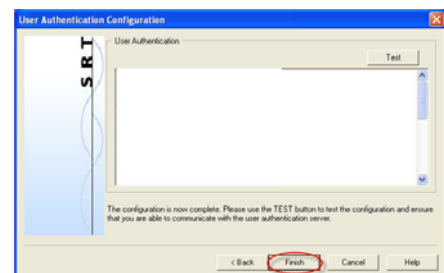 User Authentication Configuration
SRT
User Authentication
Test
The configuration is now complete. Please use the TEST button to test the configuration and ensure
that you are able to communicate with the user authentication server.
< Back
Finish
Cancel
Help